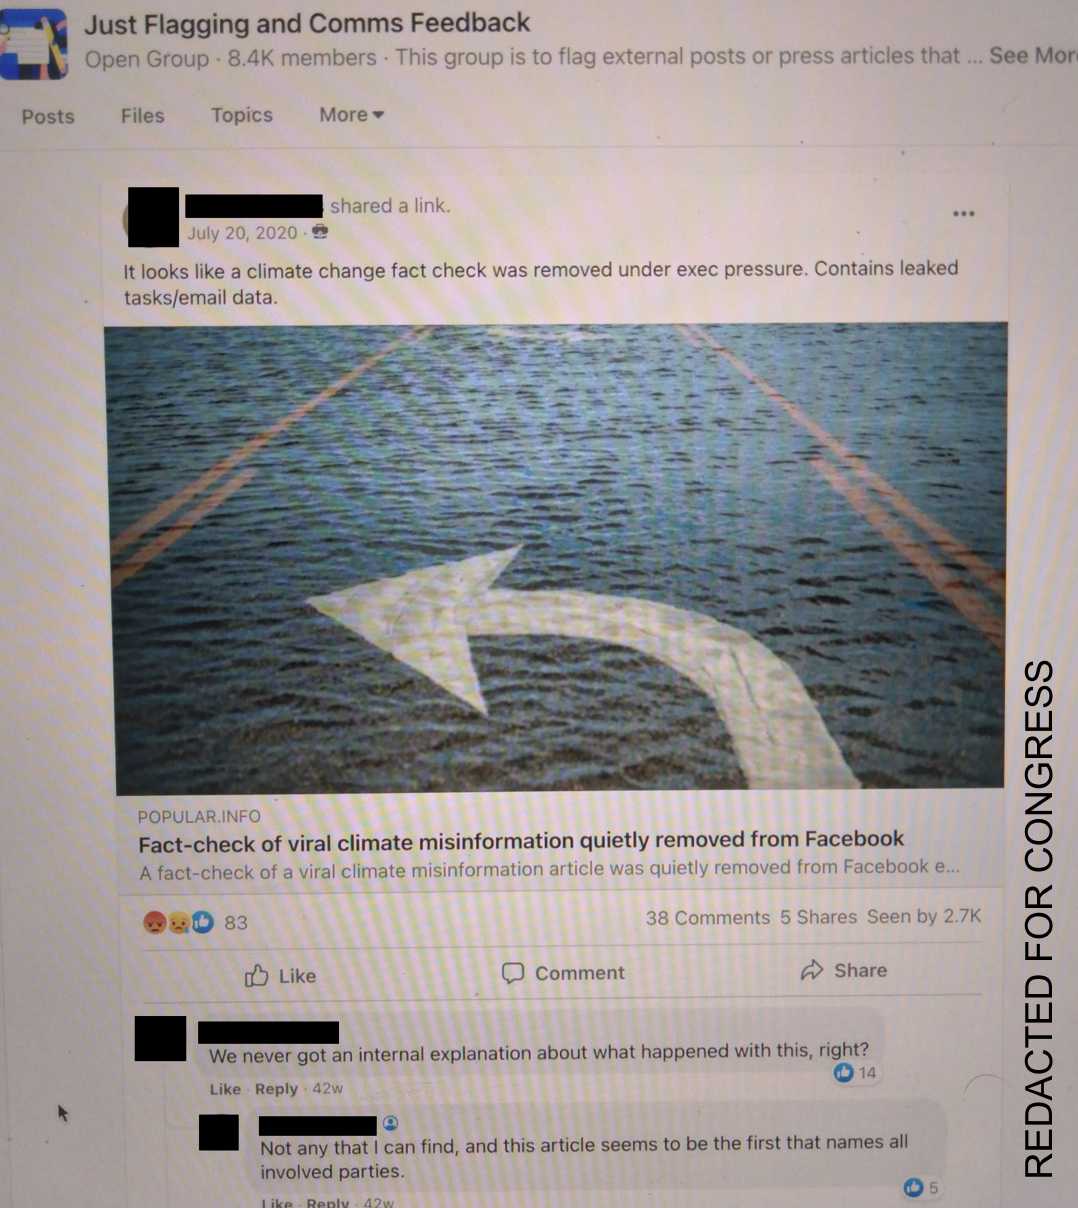 Just Flagging and Comms Feedback
Open Group · 8.4K members · This group is to flag external posts or press articles that ... See More
Posts Files Topics More
shared a link.
July 20, 2020 ·
It looks like a climate change fact check was removed under exec pressure. Contains leaked
tasks/email data.
POPULAR.INFO
Fact-check of viral climate misinformation quietly removed from Facebook
A fact-check of a viral climate misinformation article was quietly removed from Facebook e...
83 38 Comments 5 Shares Seen by 2.7K
Like Comment Share
We never got an internal explanation about what happened with this, right?
14
Like · Reply · 42w
Not any that I can find, and this article seems to be the first that names all
involved parties.
5
Like · Reply · 42w
REDACTED FOR CONGRESS